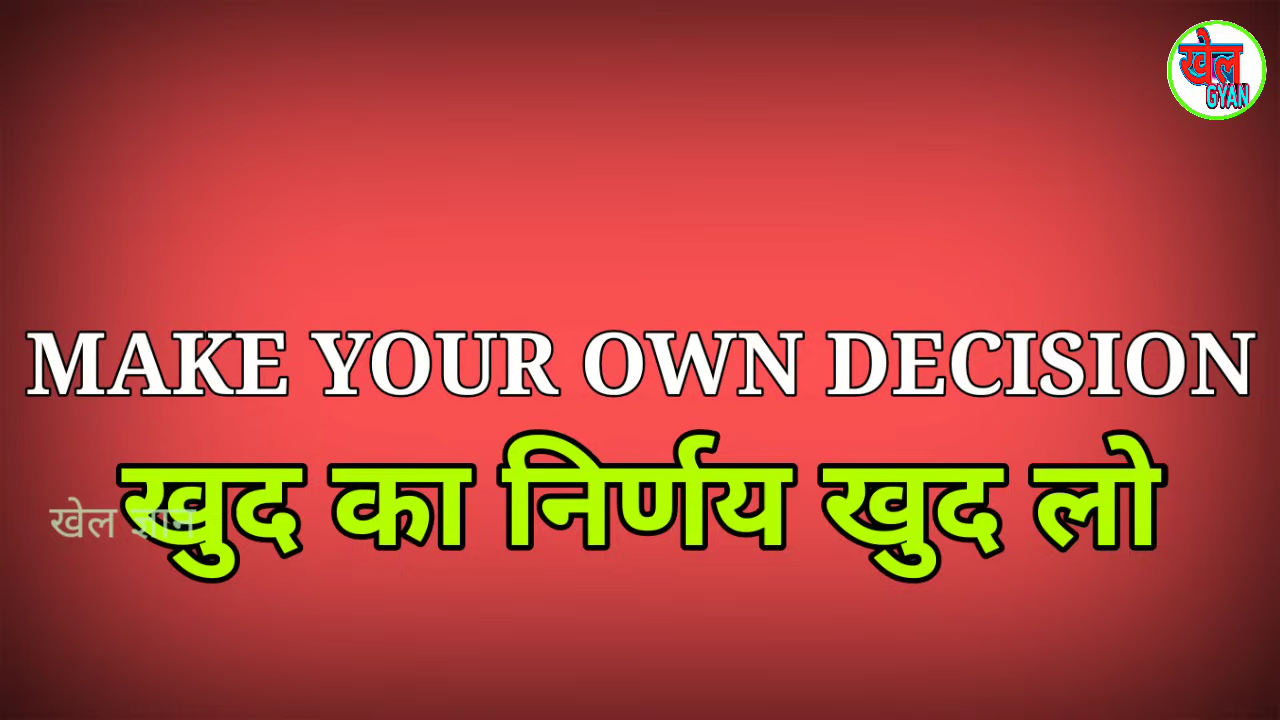 खेल
GYAN
MAKE YOUR OWN DECISION
खुद का निर्णय खुद लो
खेल ज्ञान